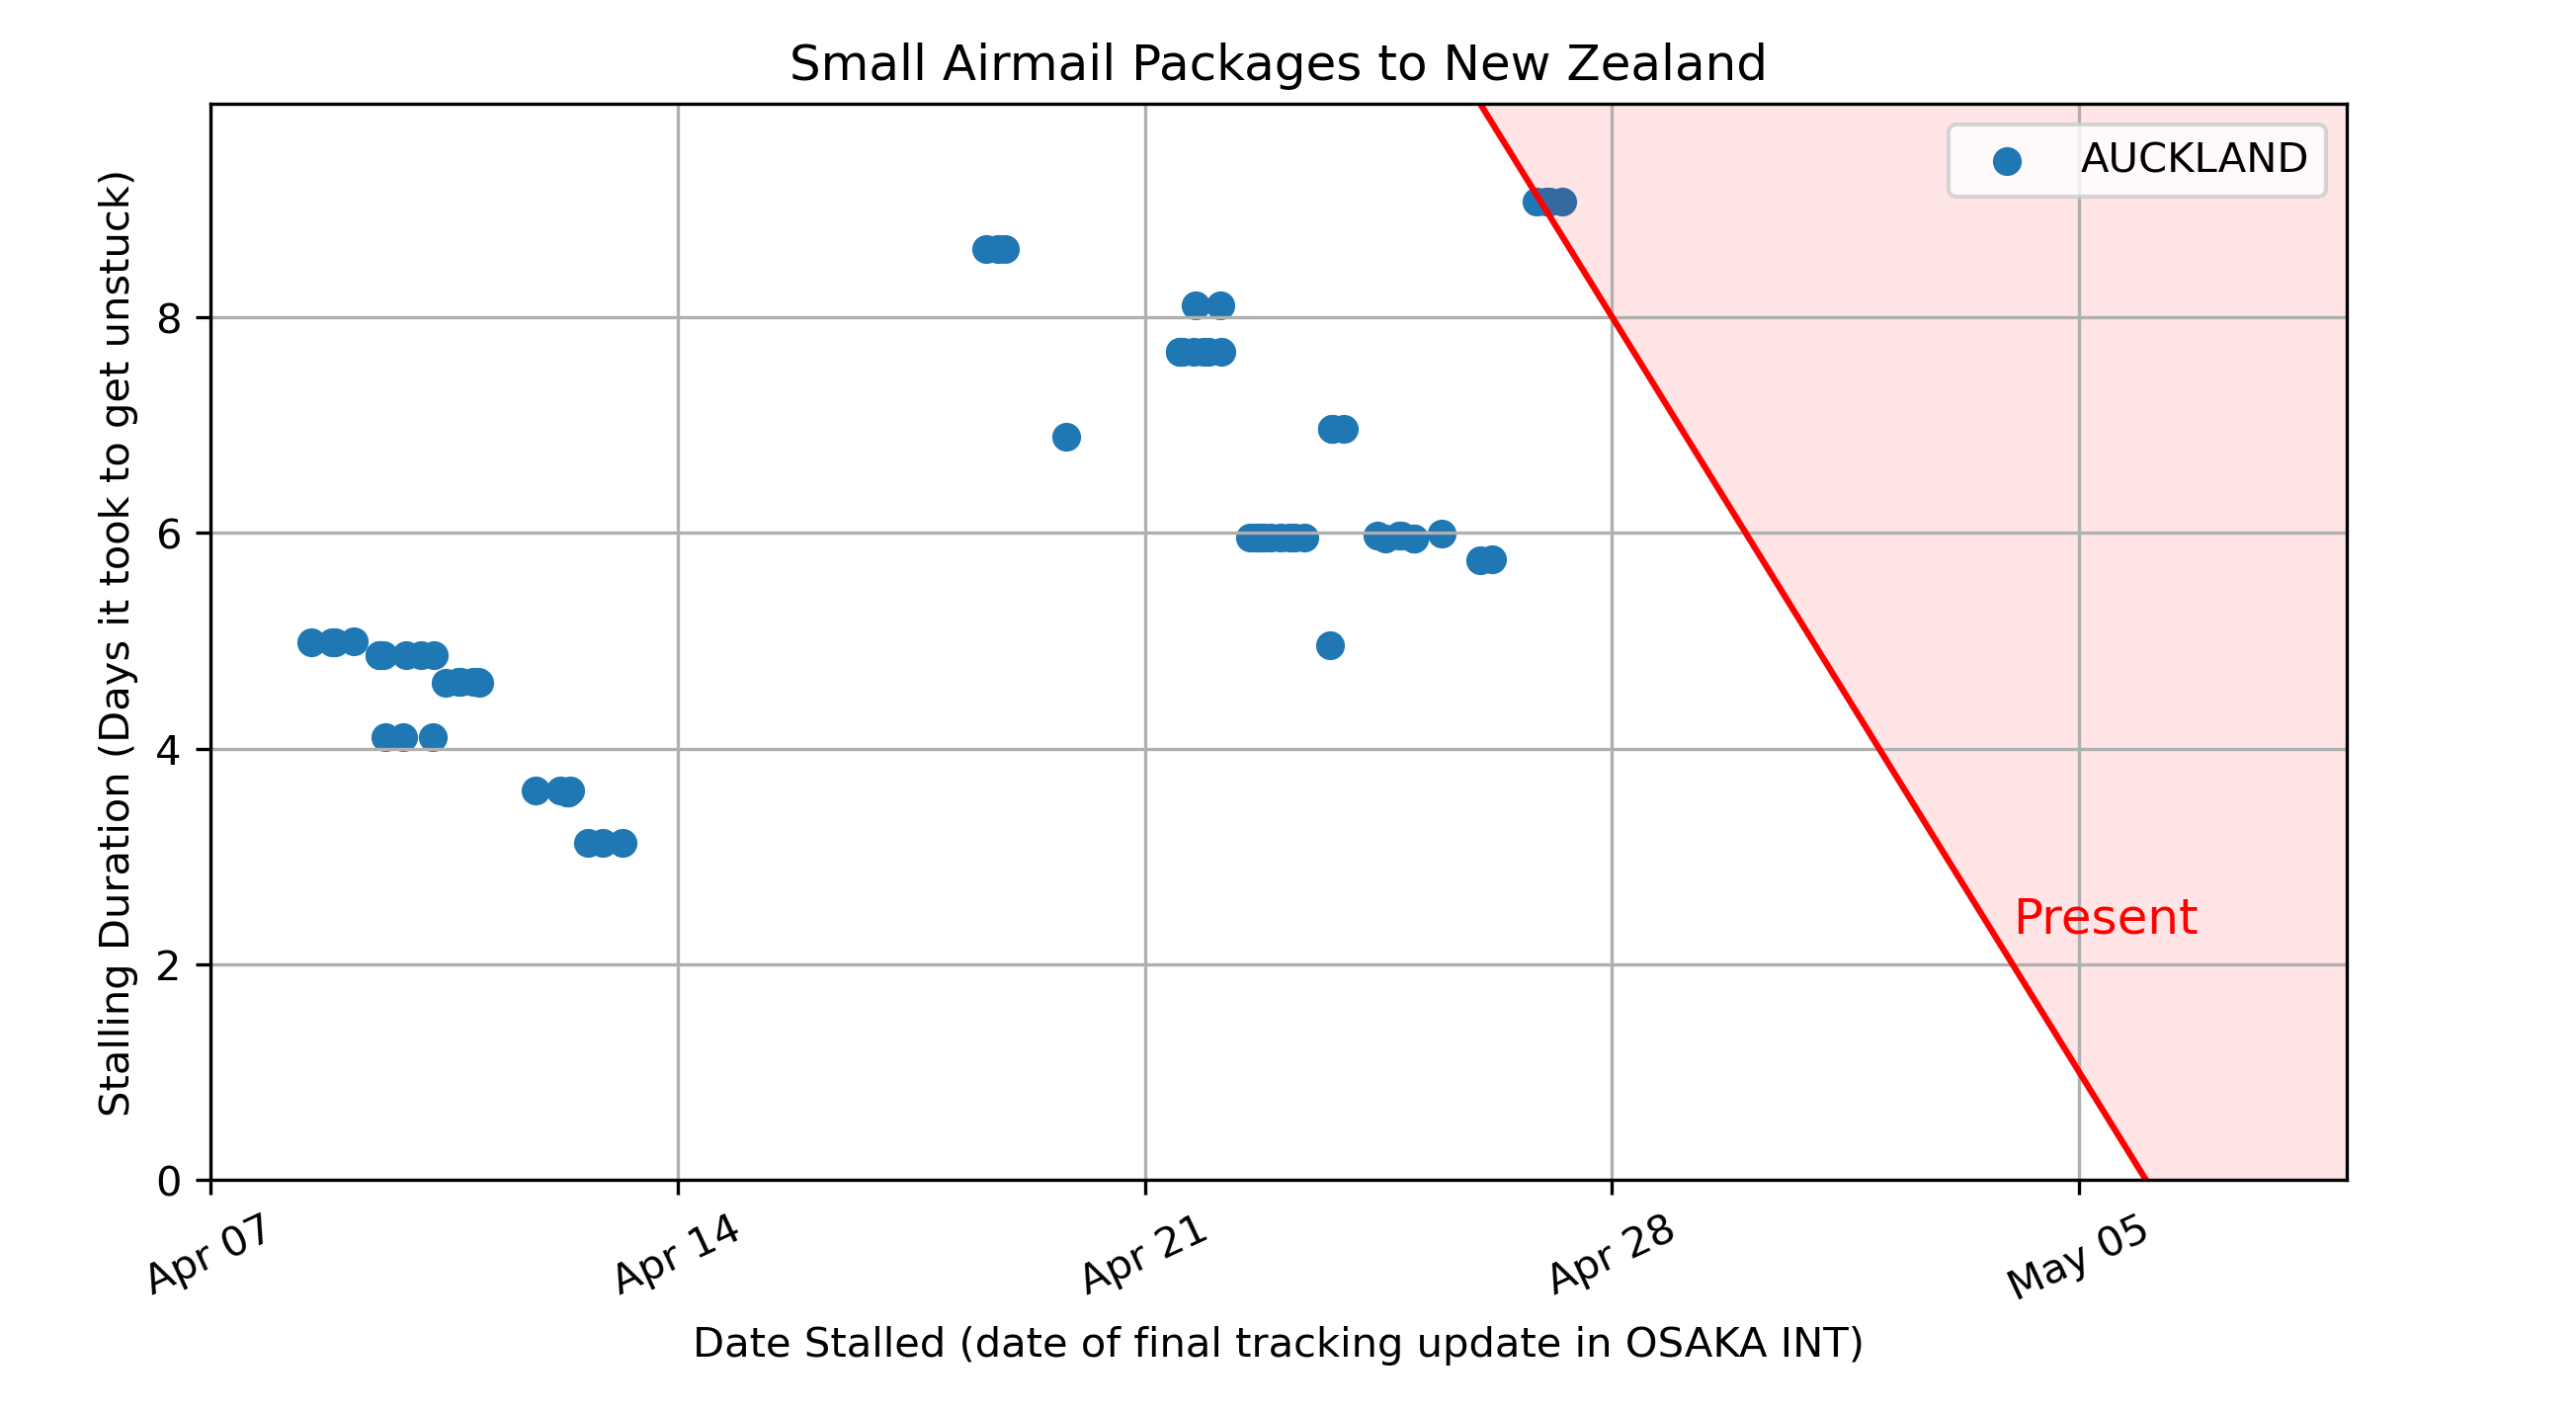 Small Airmail Packages to New Zealand
AUCKLAND
Stalling Duration (Days it took to get unstuck)
8
6
4
2
0
Present
Apr 07
Apr 14
Apr 21
Apr 28
May 05
Date Stalled (date of final tracking update in OSAKA INT)